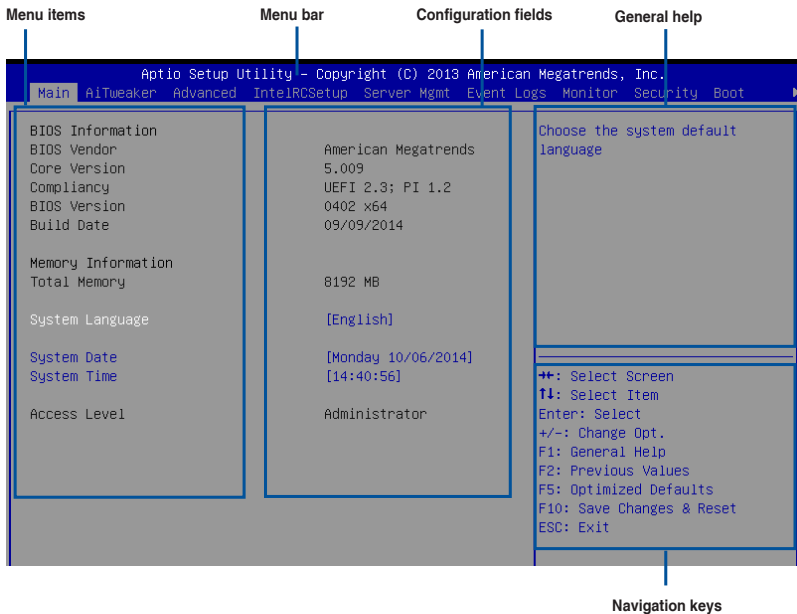 Menu items Menu bar Configuration fields General help
Aptio Setup Utility – Copyright (C) 2013 American Megatrends, Inc.
Main AiTweaker Advanced IntelRCSetup Server Mgmt Event Logs Monitor Security Boot
BIOS Information
BIOS Vendor American Megatrends
Core Version 5.009
Compliancy UEFI 2.3; PI 1.2
BIOS Version 0402 x64
Build Date 09/09/2014
Memory Information
Total Memory 8192 MB
System Language [English]
System Date [Monday 10/06/2014]
System Time [14:40:56]
Access Level Administrator
Choose the system default
language
→←: Select Screen
↑↓: Select Item
Enter: Select
+/-: Change Opt.
F1: General Help
F2: Previous Values
F5: Optimized Defaults
F10: Save Changes & Reset
ESC: Exit
Navigation keys